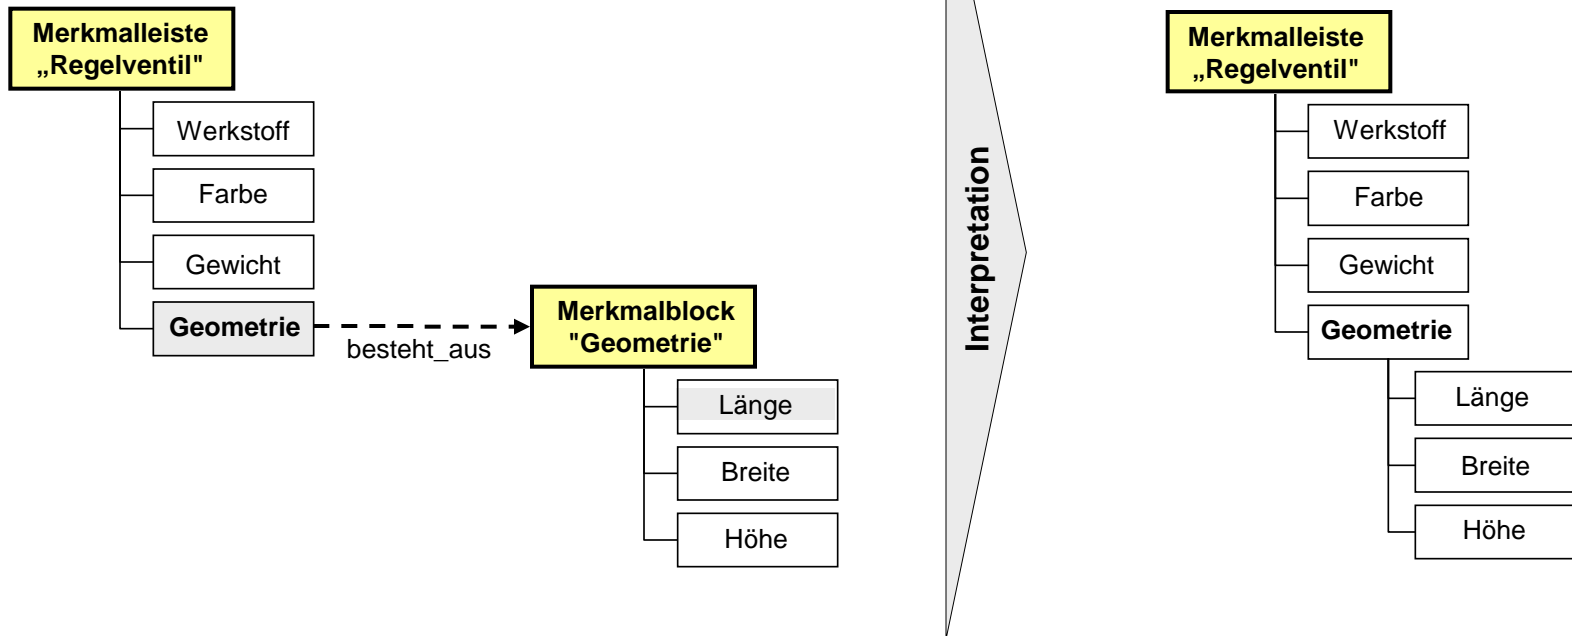 Merkmalleiste
„Regelventil"
Werkstoff
Farbe
Gewicht
Geometrie
besteht_aus
Merkmalblock
"Geometrie"
Länge
Breite
Höhe
Interpretation
Merkmalleiste
„Regelventil"
Werkstoff
Farbe
Gewicht
Geometrie
Länge
Breite
Höhe